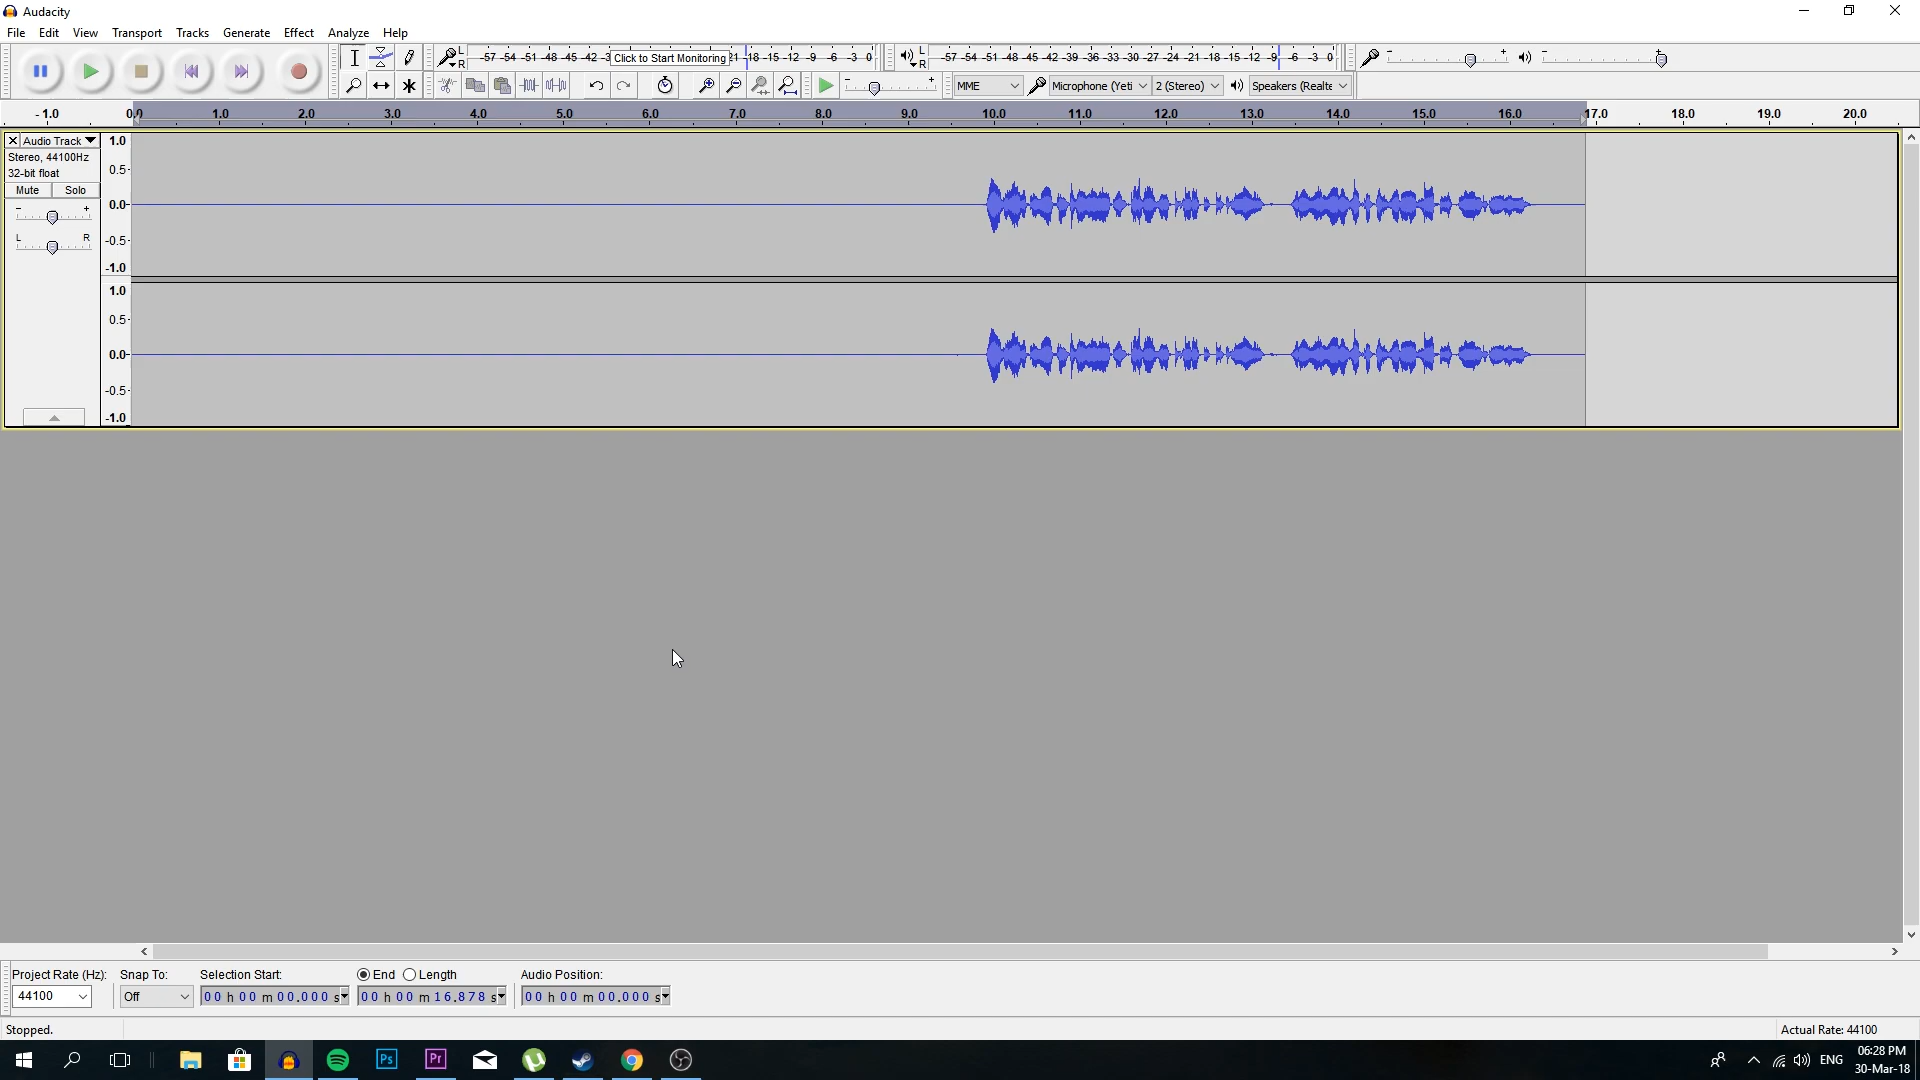 Audacity
File Edit View Transport Tracks Generate Effect Analyze Help
L R -57 -54 -51 -48 -45 -42 -3 Click to Start Monitoring 21 -18 -15 -12 -9 -6 -3 0
L R -57 -54 -51 -48 -45 -42 -39 -36 -33 -30 -27 -24 -21 -18 -15 -12 -9 -6 -3 0
- + - +
- + MME Microphone (Yeti 2 (Stereo) Speakers (Realte
-1.0 0.0 1.0 2.0 3.0 4.0 5.0 6.0 7.0 8.0 9.0 10.0 11.0 12.0 13.0 14.0 15.0 16.0 17.0 18.0 19.0 20.0
Audio Track
Stereo, 44100Hz
32-bit float
Mute Solo
- +
L R
1.0
0.5-
0.0-
-0.5-
-1.0
1.0
0.5-
0.0-
-0.5-
-1.0
Project Rate (Hz): Snap To: Selection Start: End Length Audio Position:
44100 Off 00 h 00 m 00.000 s 00 h 00 m 16.878 s 00 h 00 m 00.000 s
Stopped. Actual Rate: 44100
Ps Pr ENG 06:28 PM
30-Mar-18